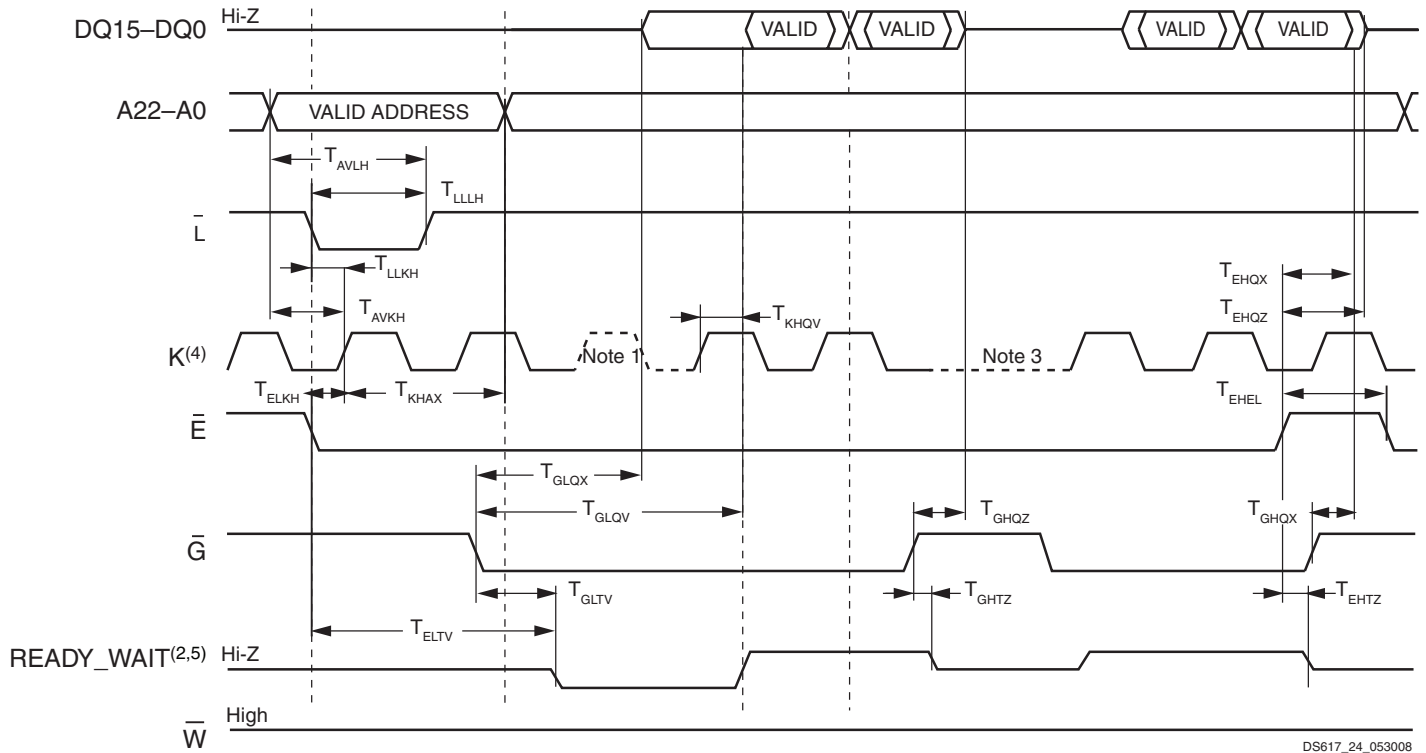 DQ15–DQ0 Hi-Z VALID VALID VALID VALID
A22–A0 VALID ADDRESS
TAVLH
TLLLH
L
TLLKH TEHQX
TAVKH TKHQV TEHQZ
K(4) Note 1 Note 3
TELKH TKHAX TEHEL
E
TGLQX
TGLQV TGHQZ TGHQX
G
TGLTV TGHTZ TEHTZ
TELTV
READY_WAIT(2,5) Hi-Z
W High
DS617_24_053008